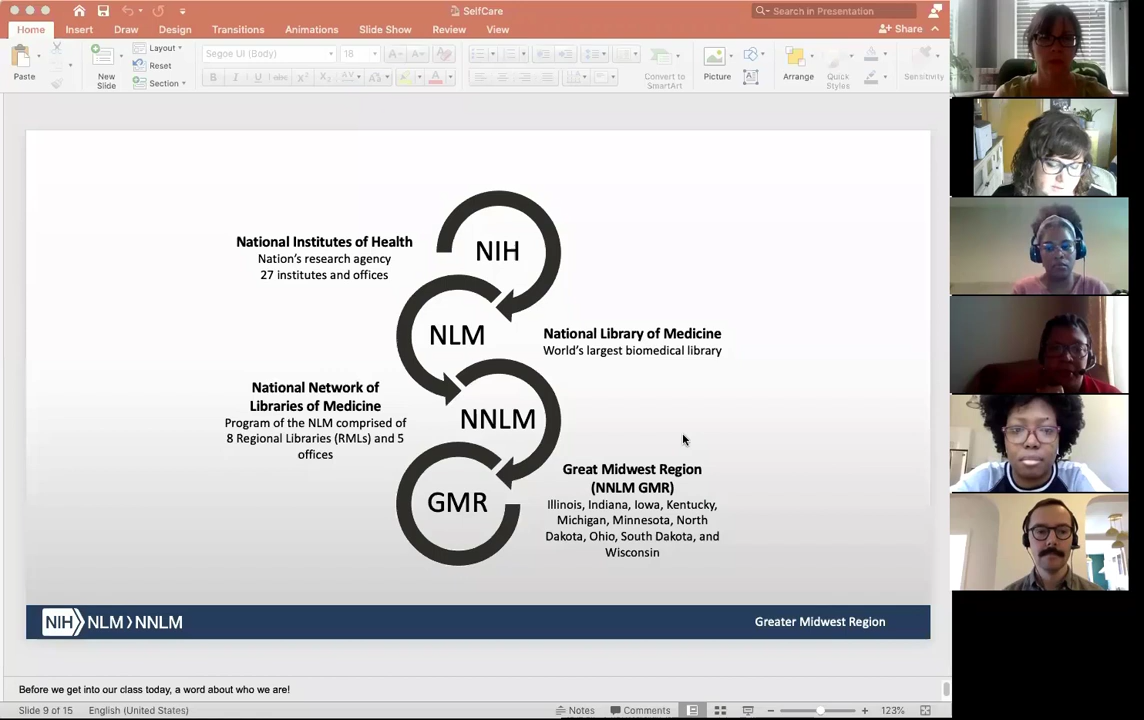 SelfCare
Search in Presentation
Home Insert Draw Design Transitions Animations Slide Show Review View
Share
Paste
New Slide
Layout
Reset
Section
Segoe UI (Body)
18
Convert to SmartArt
Picture
Arrange
Quick Styles
Sensitivity
National Institutes of Health
Nation's research agency
27 institutes and offices
NIH
NLM
National Library of Medicine
World's largest biomedical library
National Network of
Libraries of Medicine
Program of the NLM comprised of
8 Regional Libraries (RMLs) and 5
offices
NNLM
GMR
Great Midwest Region
(NNLM GMR)
Illinois, Indiana, Iowa, Kentucky,
Michigan, Minnesota, North
Dakota, Ohio, South Dakota, and
Wisconsin
NIH NLM NNLM
Greater Midwest Region
Before we get into our class today, a word about who we are!
Slide 9 of 15 English (United States) Notes Comments 123%